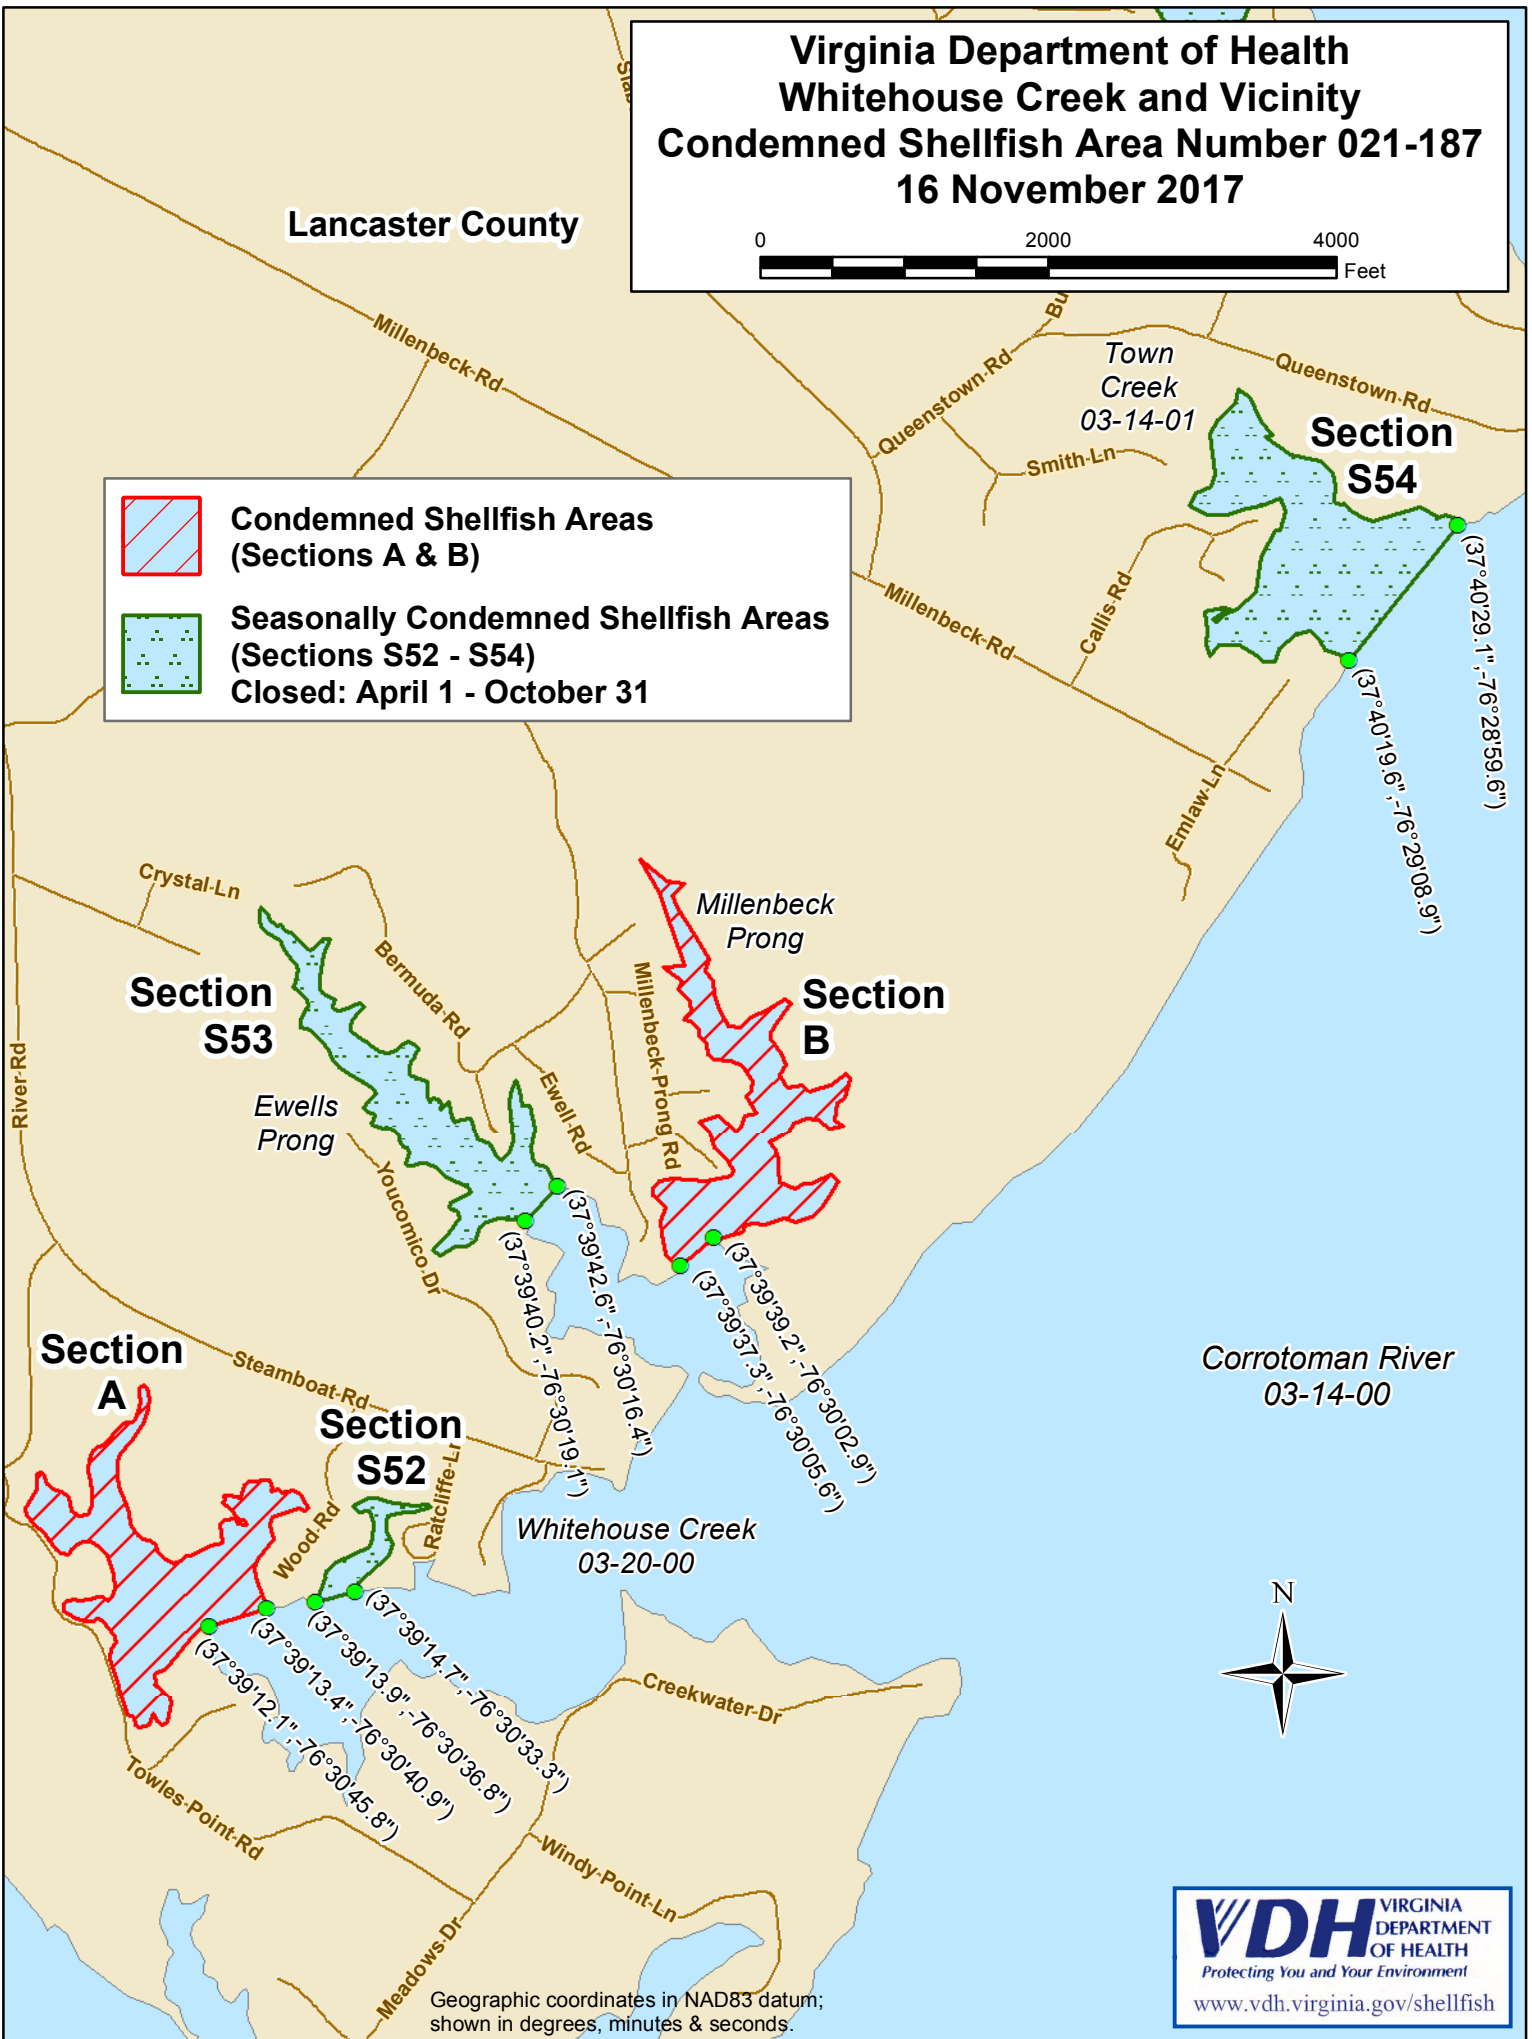 Virginia Department of Health
Whitehouse Creek and Vicinity
Condemned Shellfish Area Number 021-187
16 November 2017
0 2000 4000
Feet
Lancaster County
Millenbeck Rd
Queenstown Rd
Town
Creek
03-14-01
Queenstown Rd
Smith Ln
Section
S54
Condemned Shellfish Areas
(Sections A & B)
Seasonally Condemned Shellfish Areas
(Sections S52 - S54)
Closed: April 1 - October 31
Millenbeck Rd
Callis Rd
(37°40'29.1",-76°28'59.6")
(37°40'19.6",-76°29'08.9")
Emlaw Ln
Crystal Ln
Millenbeck
Prong
Bermuda Rd
Section
S53
Section
B
Millenbeck Prong Rd
River Rd
Ewells
Prong
Ewell Rd
Youcomico Dr
(37°39'42.6",-76°30'16.4")
(37°39'40.2",-76°30'19.1")
(37°39'39.2",-76°30'02.9")
(37°39'37.3",-76°30'05.6")
Section
A
Steamboat Rd
Corrotoman River
03-14-00
Section
S52
Ratcliffe Ln
Wood Rd
Whitehouse Creek
03-20-00
(37°39'14.7",-76°30'33.3")
(37°39'13.9",-76°30'36.8")
(37°39'13.4",-76°30'40.9")
(37°39'12.1",-76°30'45.8")
N
Creekwater Dr
Towles Point Rd
Windy Point Ln
Meadows Dr
Geographic coordinates in NAD83 datum;
shown in degrees, minutes & seconds.
VDH
VIRGINIA
DEPARTMENT
OF HEALTH
Protecting You and Your Environment
www.vdh.virginia.gov/shellfish